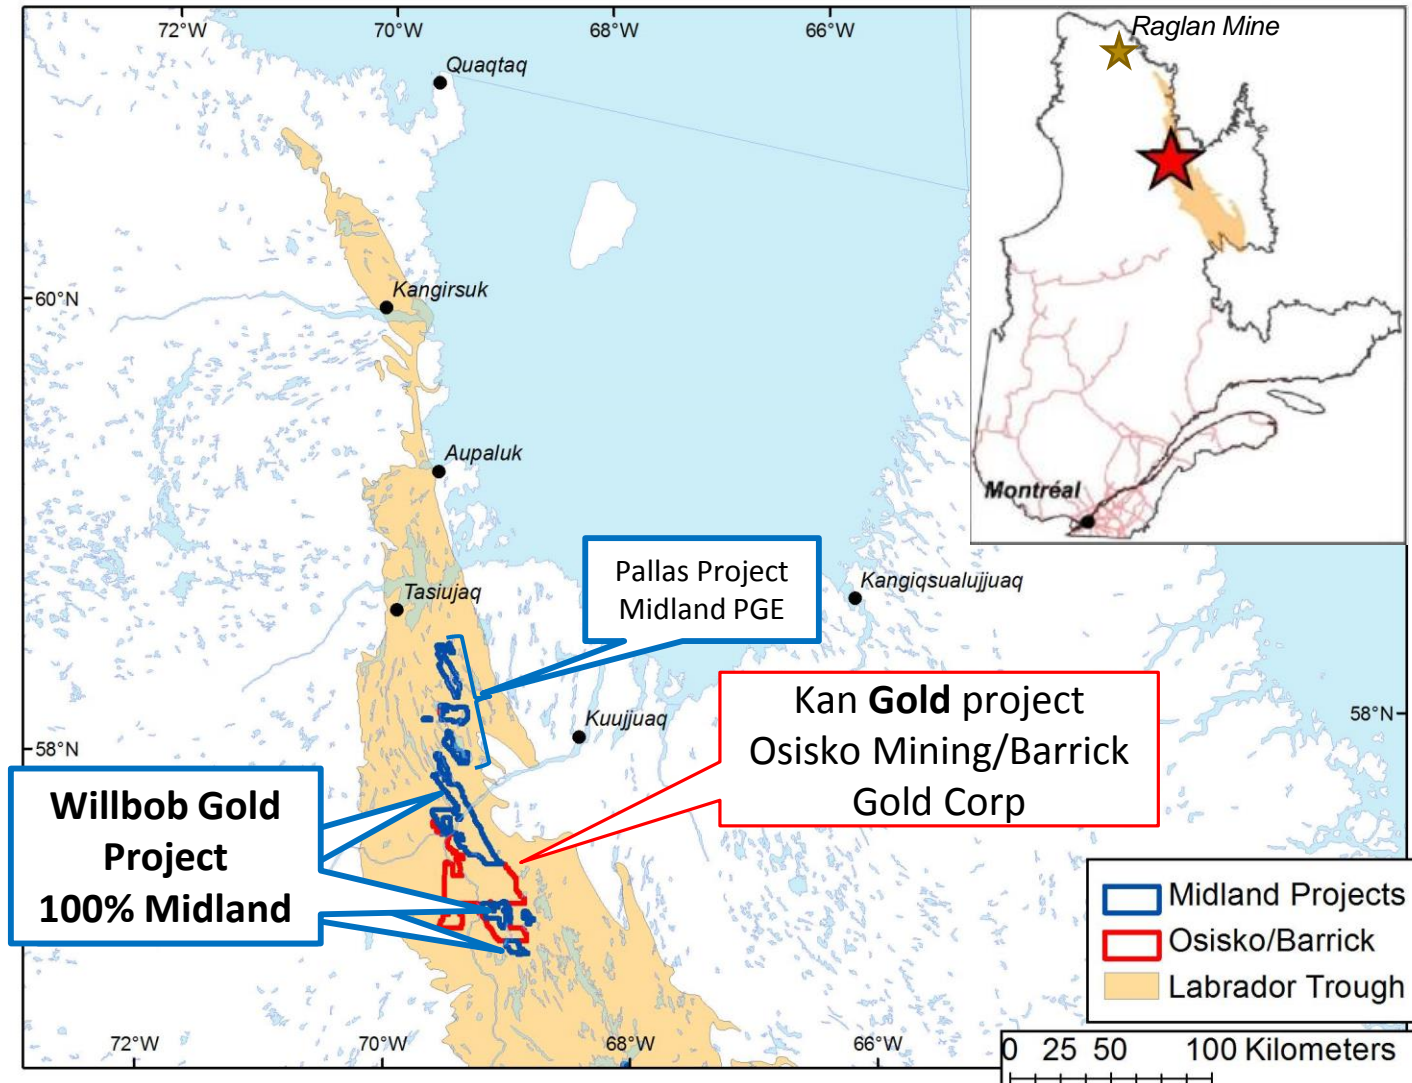 72°W
70°W
68°W
66°W
Raglan Mine
Quaqtaq
60°N
Kangirsuk
Aupaluk
Montréal
Pallas Project
Midland PGE
Kangiqsualujjuaq
Tasiujaq
Kan Gold project
Osisko Mining/Barrick
Gold Corp
Kuujjuaq
58°N
58°N
Willbob Gold
Project
100% Midland
Midland Projects
Osisko/Barrick
Labrador Trough
72°W
70°W
68°W
66°W
0 25 50 100 Kilometers